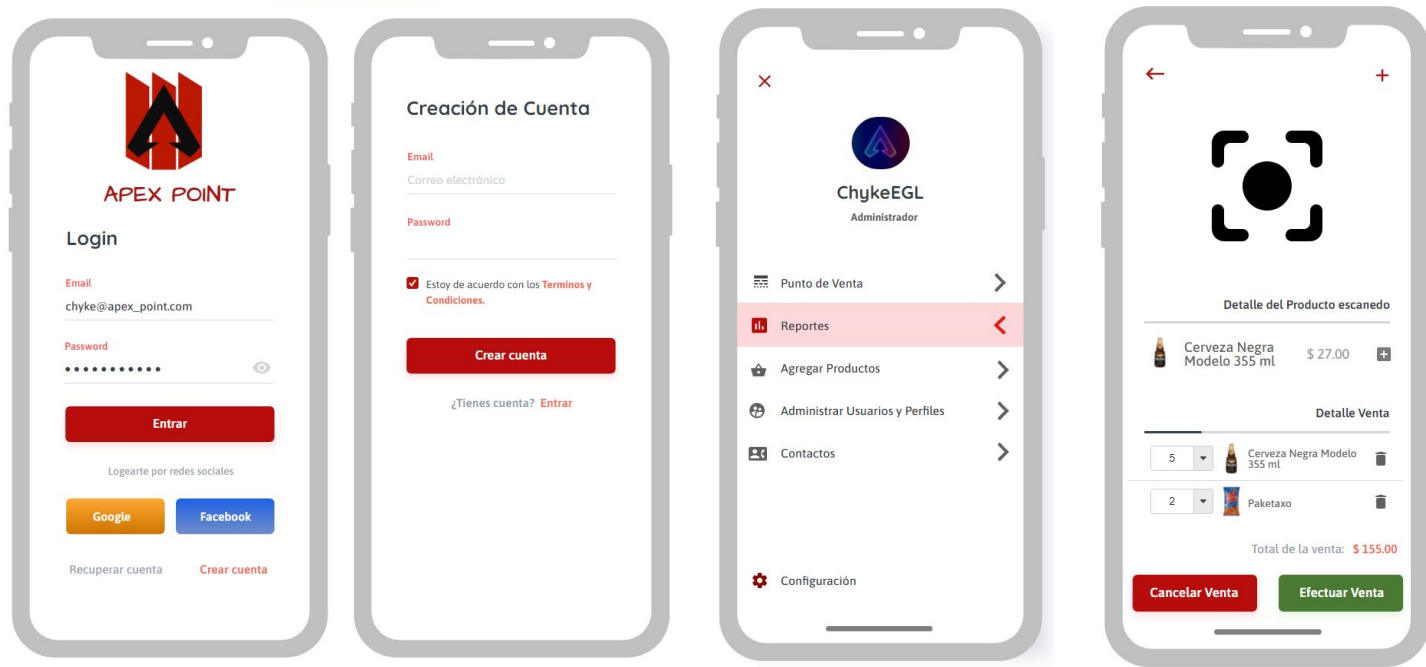 APEX POINT
Login
Email
chyke@apex_point.com
Password
Entrar
Logearte por redes sociales
Google
Facebook
Recuperar cuenta
Crear cuenta
Creación de Cuenta
Email
Correo electrónico
Password
Estoy de acuerdo con los Terminos y
Condiciones.
Crear cuenta
¿Tienes cuenta? Entrar
ChykeEGL
Administrador
Punto de Venta
Reportes
Agregar Productos
Administrar Usuarios y Perfiles
Contactos
Configuración
Detalle del Producto escanedo
Cerveza Negra
Modelo 355 ml
$ 27.00
Detalle Venta
5
Cerveza Negra Modelo
355 ml
2
Paketaxo
Total de la venta: $ 155.00
Cancelar Venta
Efectuar Venta